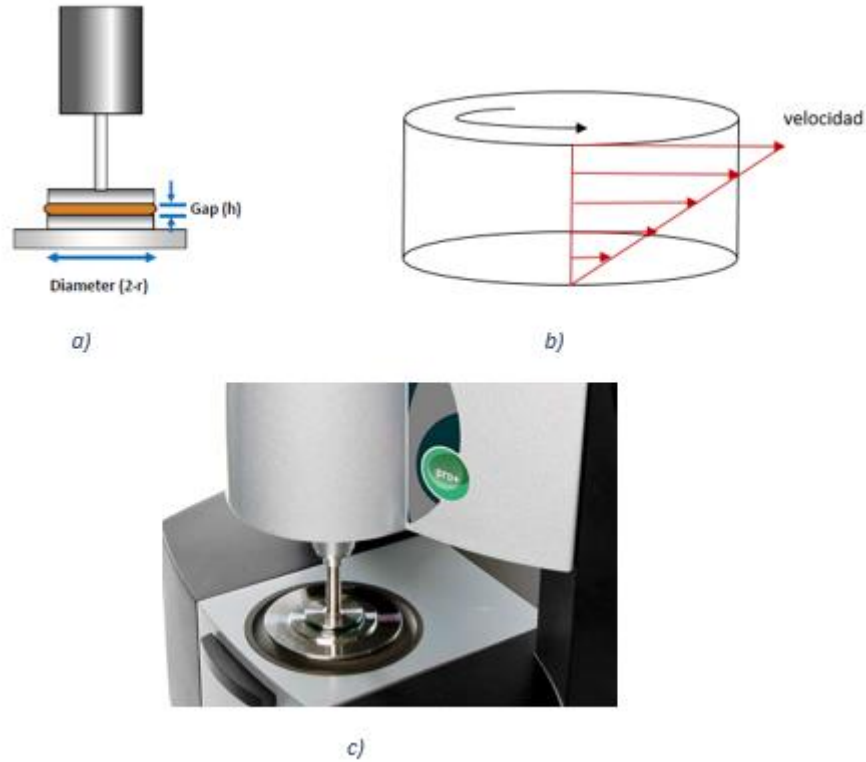 Gap (h)
Diameter (2-r)
a)
velocidad
b)
pro+
c)